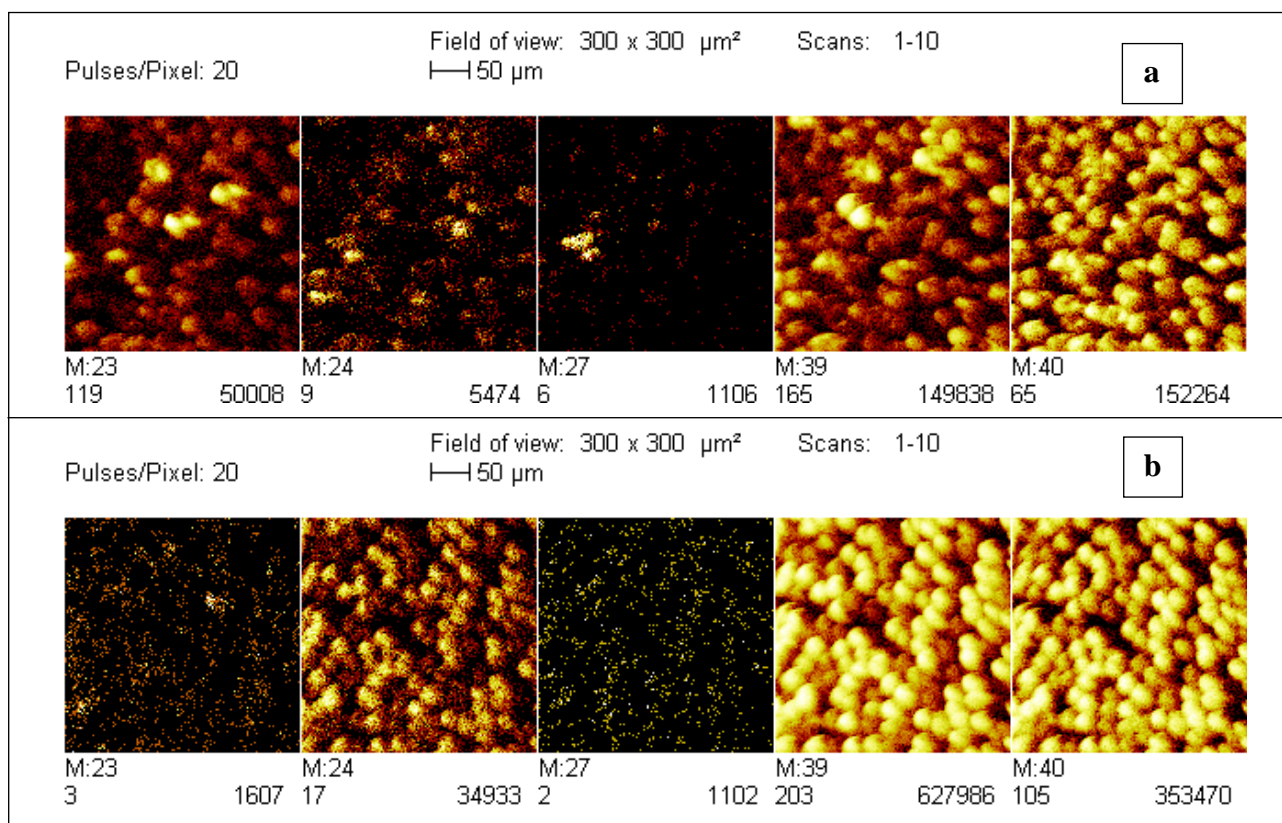 Field of view: 300 x 300 µm² Scans: 1-10
Pulses/Pixel: 20 50 µm
a
M:23 M:24 M:27 M:39 M:40
119 50008 9 5474 6 1106 165 149838 65 152264
Field of view: 300 x 300 µm² Scans: 1-10
Pulses/Pixel: 20 50 µm
b
M:23 M:24 M:27 M:39 M:40
3 1607 17 34933 2 1102 203 627986 105 353470